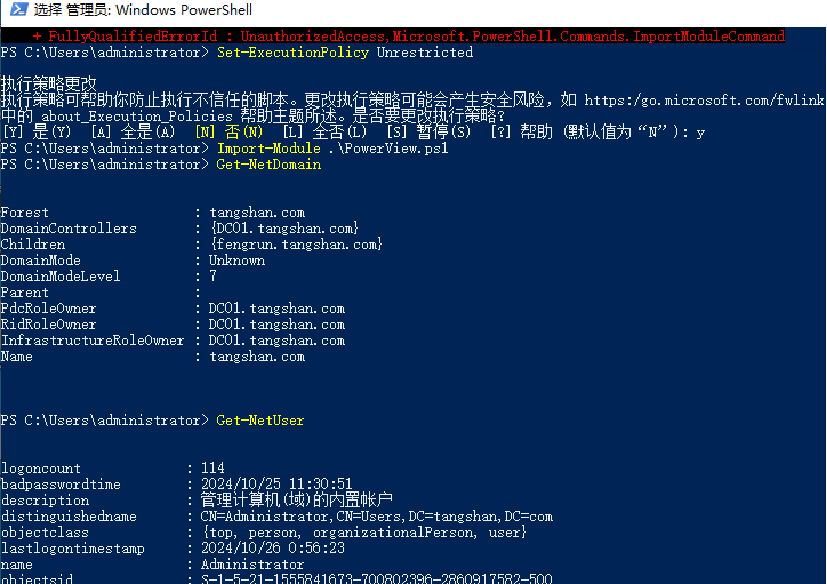 选择 管理员: Windows PowerShell
+ FullyQualifiedErrorId : UnauthorizedAccess,Microsoft.PowerShell.Commands.ImportModuleCommand
PS C:\Users\administrator> Set-ExecutionPolicy Unrestricted
执行策略更改
执行策略可帮助你防止执行不信任的脚本。更改执行策略可能会产生安全风险，如 https:/go.microsoft.com/fwlink
中的 about_Execution_Policies 帮助主题所述。是否要更改执行策略?
[Y] 是(Y)  [A] 全是(A)  [N] 否(N)  [L] 全否(L)  [S] 暂停(S)  [?] 帮助 (默认值为“N”): y
PS C:\Users\administrator> Import-Module .\PowerView.ps1
PS C:\Users\administrator> Get-NetDomain
Forest                  : tangshan.com
DomainControllers       : {DC01.tangshan.com}
Children                : {fengrun.tangshan.com}
DomainMode              : Unknown
DomainModeLevel         : 7
Parent                  :
PdcRoleOwner            : DC01.tangshan.com
RidRoleOwner            : DC01.tangshan.com
InfrastructureRoleOwner : DC01.tangshan.com
Name                    : tangshan.com
PS C:\Users\administrator> Get-NetUser
logoncount             : 114
badpasswordtime        : 2024/10/25 11:30:51
description            : 管理计算机(域)的内置帐户
distinguishedname      : CN=Administrator,CN=Users,DC=tangshan,DC=com
objectclass            : {top, person, organizationalPerson, user}
lastlogontimestamp     : 2024/10/26 0:56:23
name                   : Administrator
objectsid              : S-1-5-21-1555841673-700802396-2860917582-500